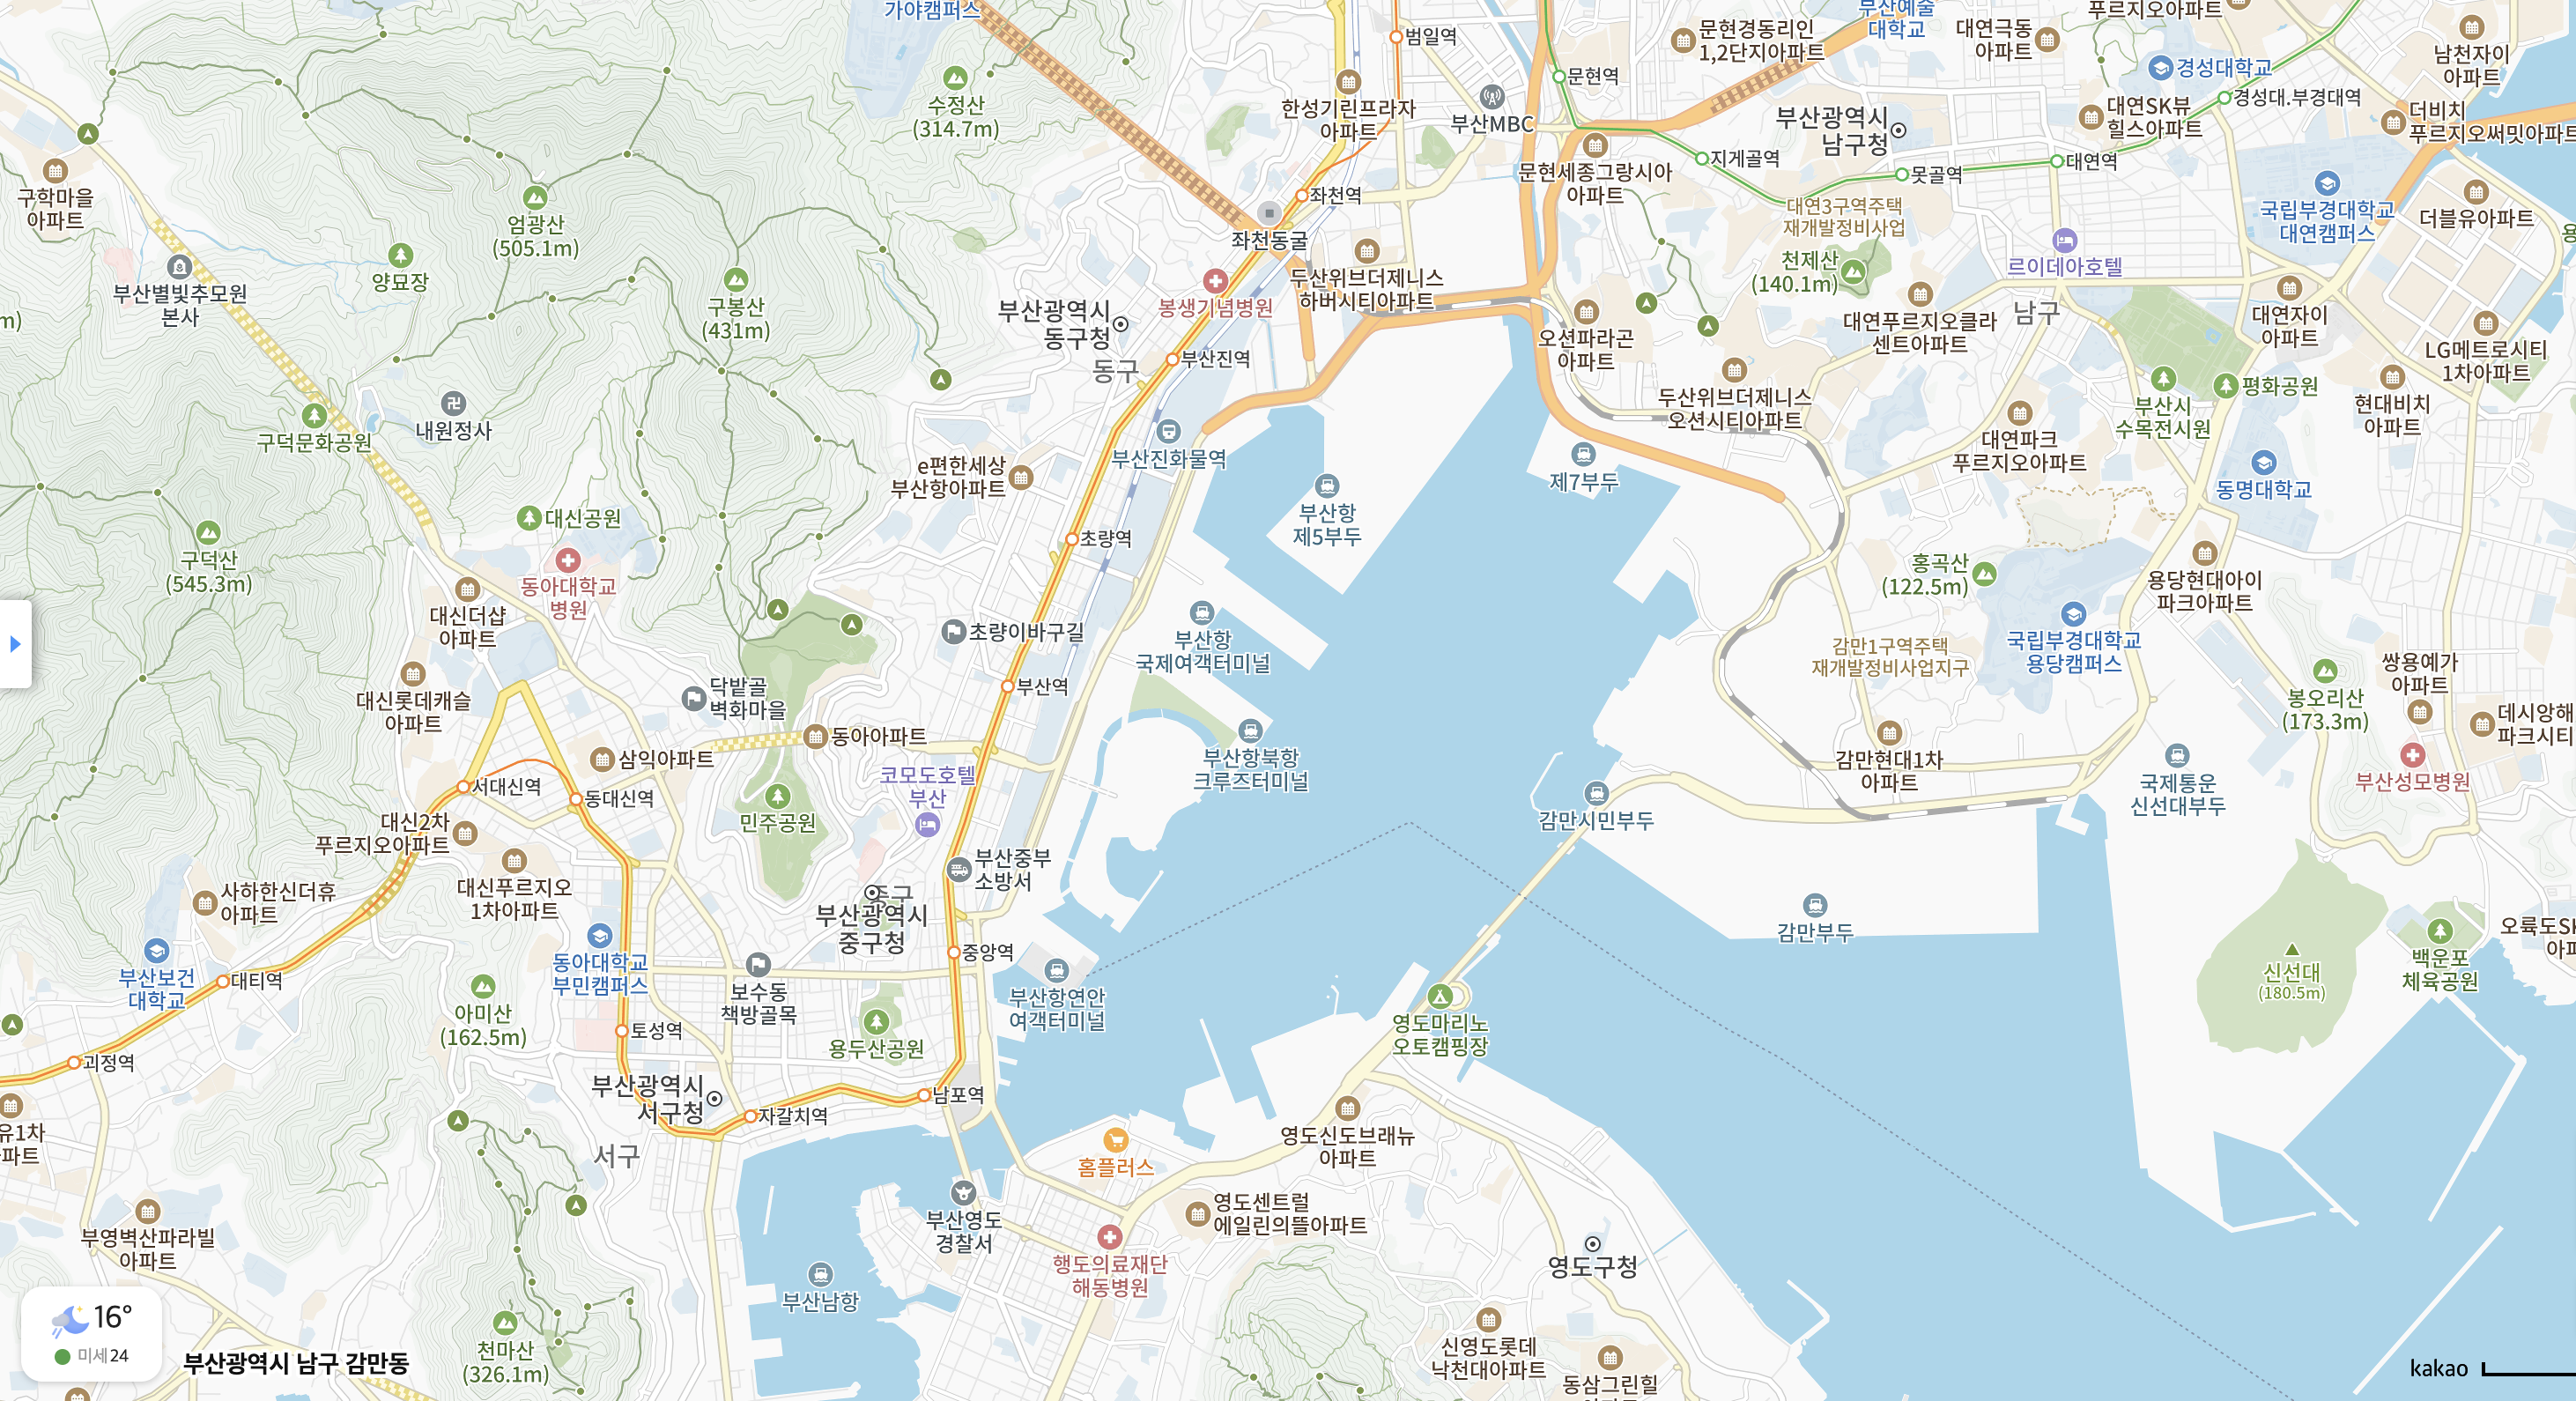 가야캠퍼스
범일역
문현역
문현경동리인
1,2단지아파트
부산예술
대학교
대연극동
아파트
푸르지오아파트
남천자이
아파트
경성대학교
경성대.부경대역
수정산
(314.7m)
한성기린프라자
아파트
부산MBC
부산광역시
남구청
대연SK뷰
힐스아파트
더비치
푸르지오써밋아파트
구학마을
아파트
엄광산
(505.1m)
좌천역
문현세종그랑시아
아파트
지게골역
못골역
대연역
대연3구역주택
재개발정비사업
국립부경대학교
대연캠퍼스
더블유아파트
양묘장
부산별빛추모원
본사
구봉산
(431m)
좌천동굴
봉생기념병원
두산위브더제니스
하버시티아파트
천제산
(140.1m)
르이데아호텔
m)
부산광역시
동구청
동구
부산진역
오션파라곤
아파트
대연푸르지오클라
센트아파트
남구
대연자이
아파트
LG메트로시티
1차아파트
구덕문화공원
내원정사
부산진화물역
두산위브더제니스
오션시티아파트
부산시
수목전시원
평화공원
현대비치
아파트
e편한세상
부산항아파트
부산항
제5부두
제7부두
대연파크
푸르지오아파트
동명대학교
대신공원
구덕산
(545.3m)
동아대학교
병원
초량역
홍곡산
(122.5m)
용당현대아이
파크아파트
대신더샵
아파트
초량이바구길
부산항
국제여객터미널
감만1구역주택
재개발정비사업지구
국립부경대학교
용당캠퍼스
쌍용예가
아파트
대신롯데캐슬
아파트
닥밭골
벽화마을
부산역
봉오리산
(173.3m)
데시앙해
파크시티
동아아파트
삼익아파트
부산항북항
크루즈터미널
감만현대1차
아파트
국제통운
신선대부두
부산성모병원
서대신역
동대신역
코모도호텔
부산
민주공원
감만시민부두
대신2차
푸르지오아파트
부산중부
소방서
사하한신더휴
아파트
대신푸르지오
1차아파트
중구
부산광역시
중구청
감만부두
오륙도SK
부산보건
대학교
대티역
동아대학교
부민캠퍼스
중앙역
보수동
책방골목
부산항연안
여객터미널
신선대
(180.5m)
백운포
체육공원
아미산
(162.5m)
토성역
용두산공원
영도마리노
오토캠핑장
괴정역
부산광역시
서구청
자갈치역
남포역
유1차
파트
서구
홈플러스
영도신도브래뉴
아파트
부영벽산파라빌
아파트
부산영도
경찰서
영도센트럴
에일린의뜰아파트
행도의료재단
해동병원
영도구청
부산남항
16°
미세 24
부산광역시 남구 감만동
천마산
(326.1m)
신영도롯데
낙천대아파트
동삼그린힐
kakao